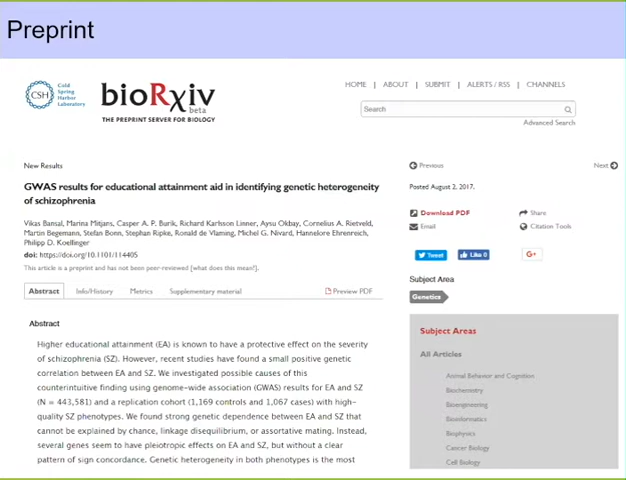 Preprint
CSH
Cold
Spring
Harbor
Laboratory
bioRχiv
beta
THE PREPRINT SERVER FOR BIOLOGY
HOME | ABOUT | SUBMIT | ALERTS / RSS | CHANNELS
Search
Advanced Search
New Results
Previous
Next
GWAS results for educational attainment aid in identifying genetic heterogeneity
of schizophrenia
Posted August 2, 2017.
Vikas Bansal, Marina Mitjans, Casper A. P. Burik, Richard Karlsson Linner, Aysu Okbay, Cornelius A. Rietveld,
Martin Begemann, Stefan Bonn, Stephan Ripke, Ronald de Vlaming, Michel G. Nivard, Hannelore Ehrenreich,
Philipp D. Koellinger
doi: https://doi.org/10.1101/114405
This article is a preprint and has not been peer-reviewed [what does this mean?].
Download PDF
Share
Email
Citation Tools
Tweet
Like 0
G+
Abstract
Info/History
Metrics
Supplementary material
Preview PDF
Subject Area
Genetics
Abstract
Higher educational attainment (EA) is known to have a protective effect on the severity
of schizophrenia (SZ). However, recent studies have found a small positive genetic
correlation between EA and SZ. We investigated possible causes of this
counterintuitive finding using genome-wide association (GWAS) results for EA and SZ
(N = 443,581) and a replication cohort (1,169 controls and 1,067 cases) with high-
quality SZ phenotypes. We found strong genetic dependence between EA and SZ that
cannot be explained by chance, linkage disequilibrium, or assortative mating. Instead,
several genes seem to have pleiotropic effects on EA and SZ, but without a clear
pattern of sign concordance. Genetic heterogeneity in both phenotypes is the most
Subject Areas
All Articles
Animal Behavior and Cognition
Biochemistry
Bioengineering
Bioinformatics
Biophysics
Cancer Biology
Cell Biology